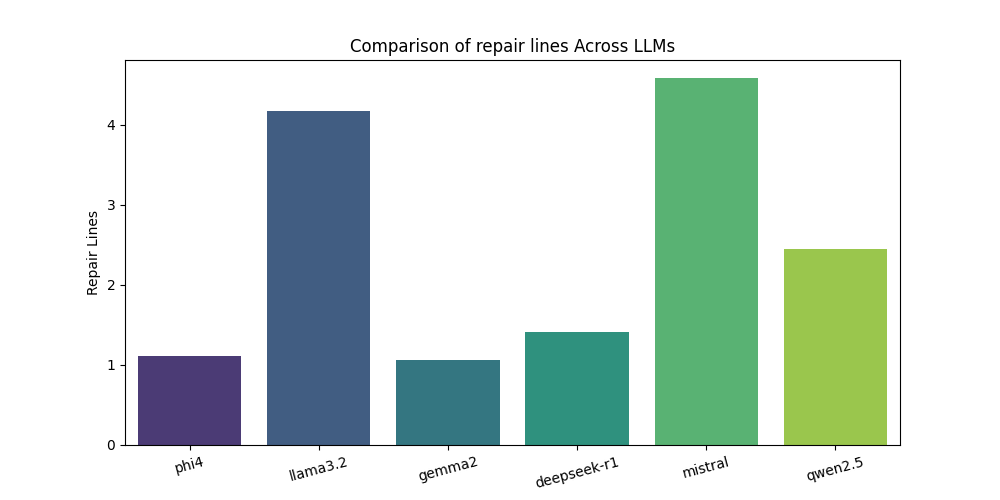 Comparison of repair lines Across LLMs
Repair Lines
4
3
2
1
0
phi4
llama3.2
gemma2
deepseek-r1
mistral
qwen2.5